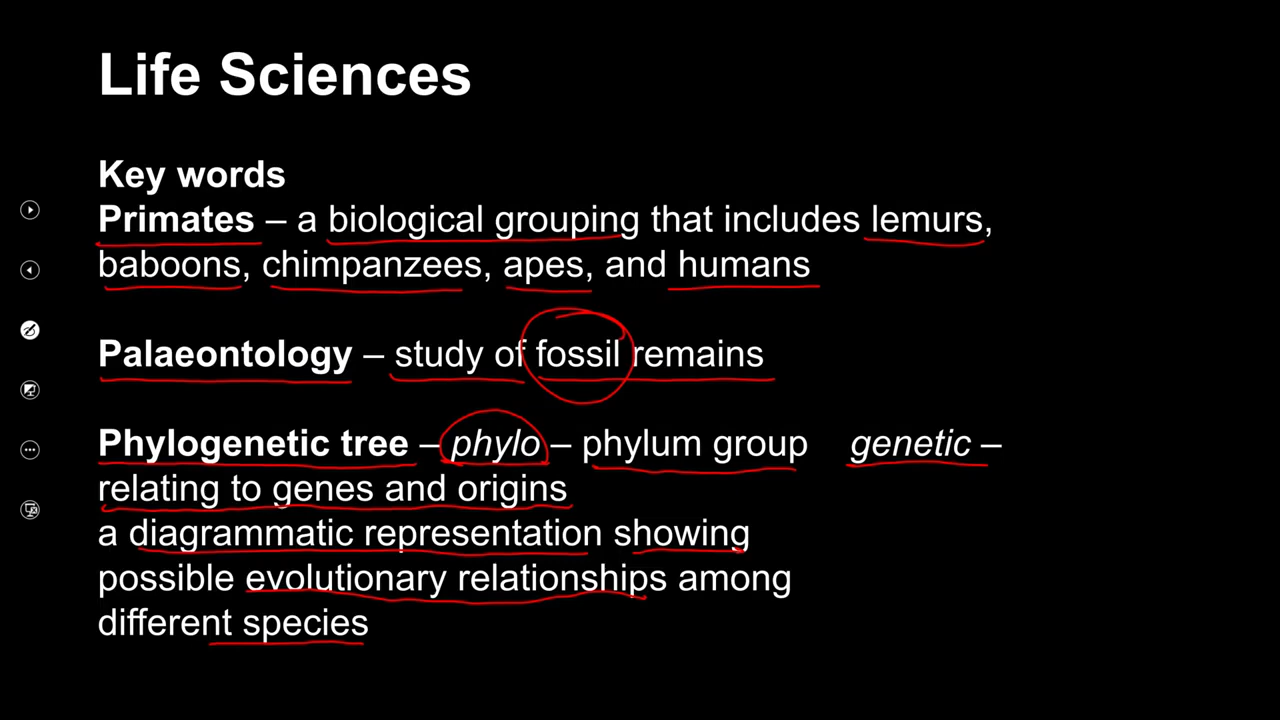 Life Sciences
Key words
Primates – a biological grouping that includes lemurs,
baboons, chimpanzees, apes, and humans
Palaeontology – study of fossil remains
Phylogenetic tree – phylo – phylum group genetic –
relating to genes and origins
a diagrammatic representation showing
possible evolutionary relationships among
different species